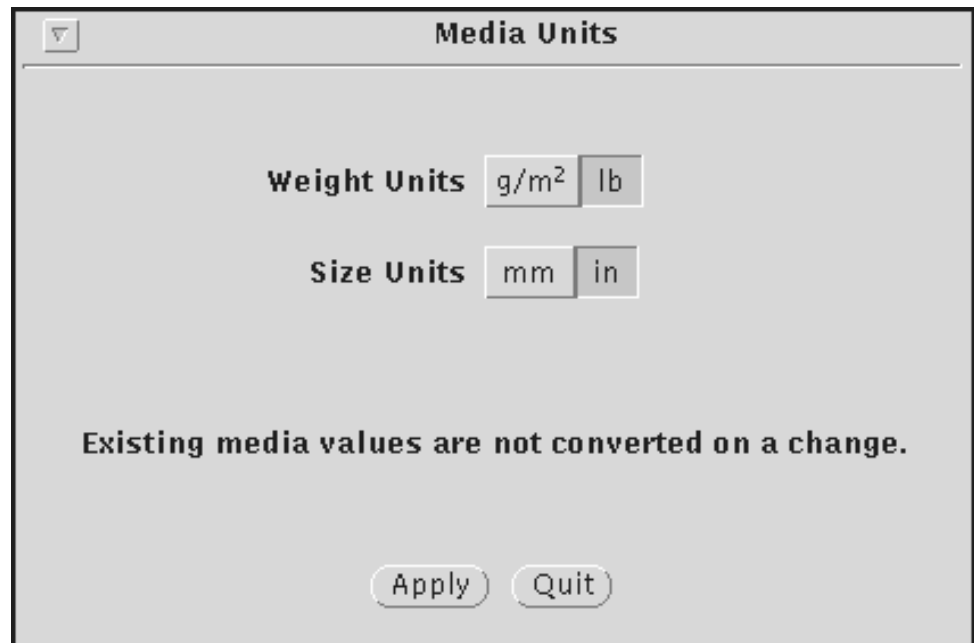 Media Units
Weight Units g/m² lb
Size Units mm in
Existing media values are not converted on a change.
Apply Quit